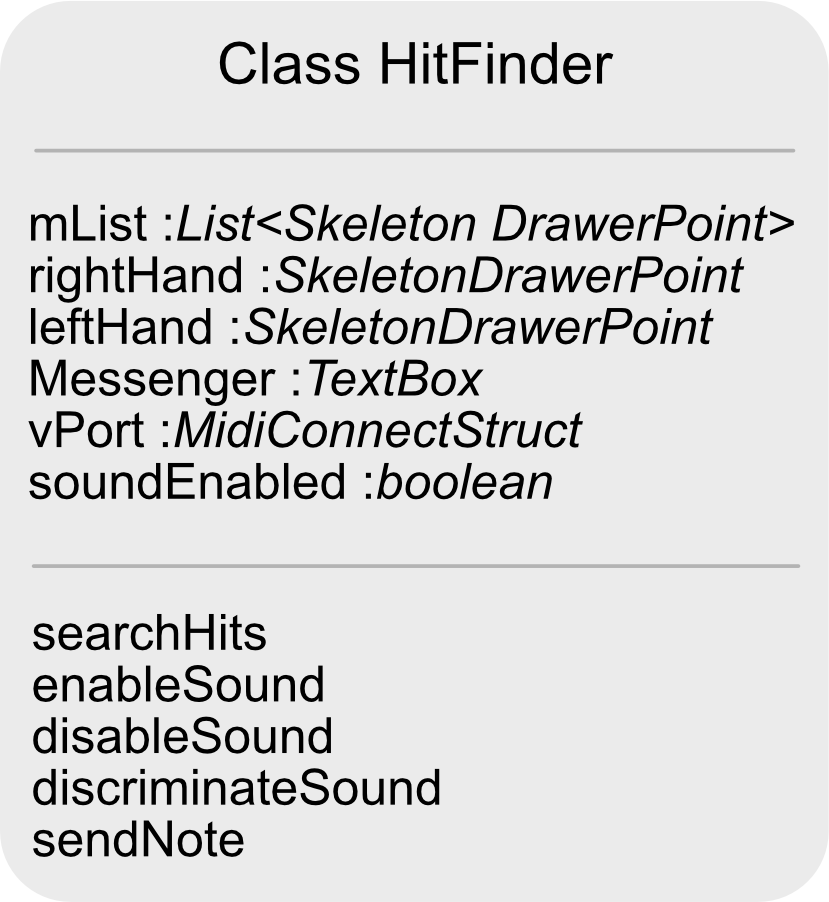 Class HitFinder
mList :List<Skeleton DrawerPoint>
rightHand :SkeletonDrawerPoint
leftHand :SkeletonDrawerPoint
Messenger :TextBox
vPort :MidiConnectStruct
soundEnabled :boolean
searchHits
enableSound
disableSound
discriminateSound
sendNote